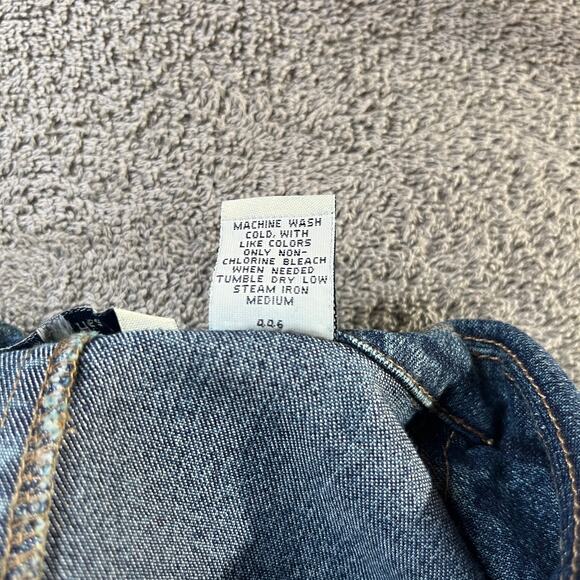 MACHINE WASH
COLD, WITH
LIKE COLORS
ONLY NON-
CHLORINE BLEACH
WHEN NEEDED
TUMBLE DRY LOW
STEAM IRON
MEDIUM